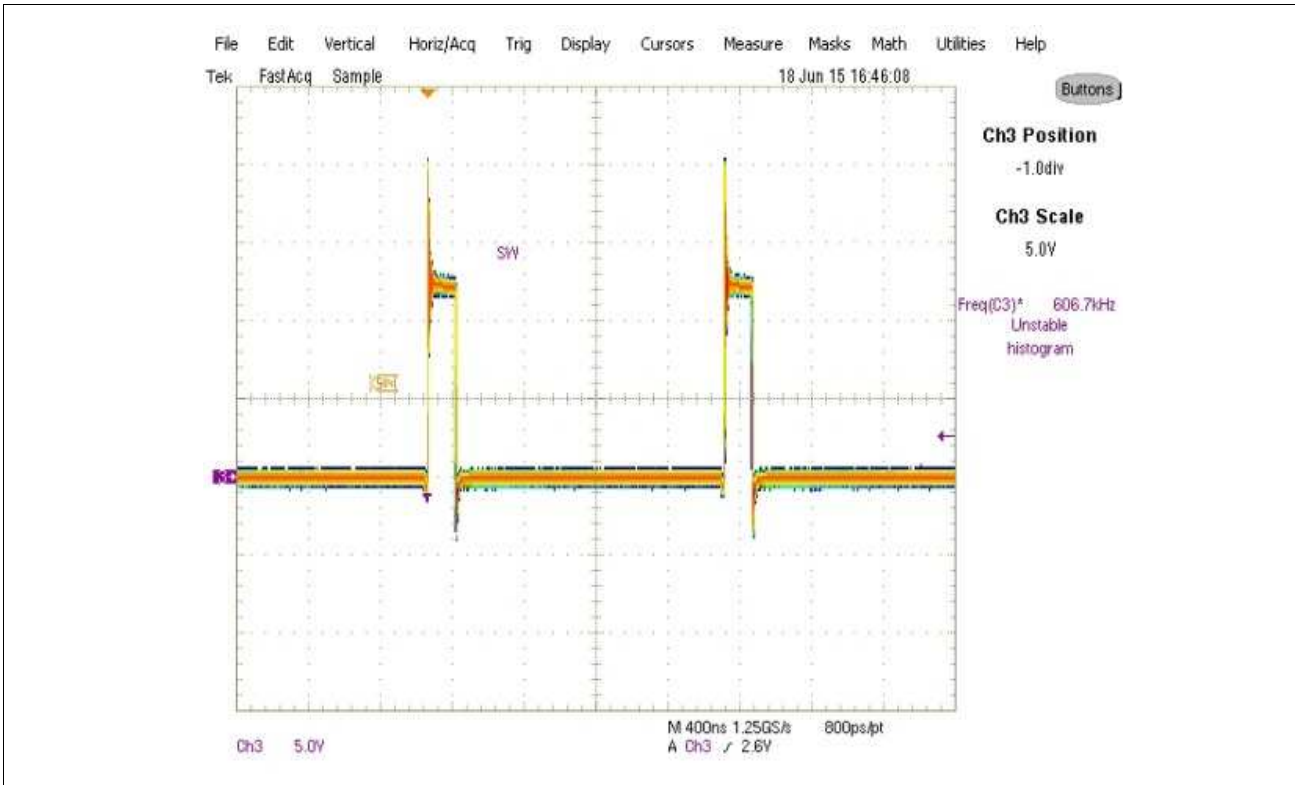 File Edit Vertical Horiz/Acq Trig Display Cursors Measure Masks Math Utilities Help
Tek FastAcq Sample 18 Jun 15 16:46:08
Buttons
Ch3 Position
-1.0div
SW
Ch3 Scale
5.0V
Freq(C3)* 606.7kHz
Unstable
histogram
M 400ns 1.25GS/s 800ps/pt
Ch3 5.0V
A Ch3 / 2.6V